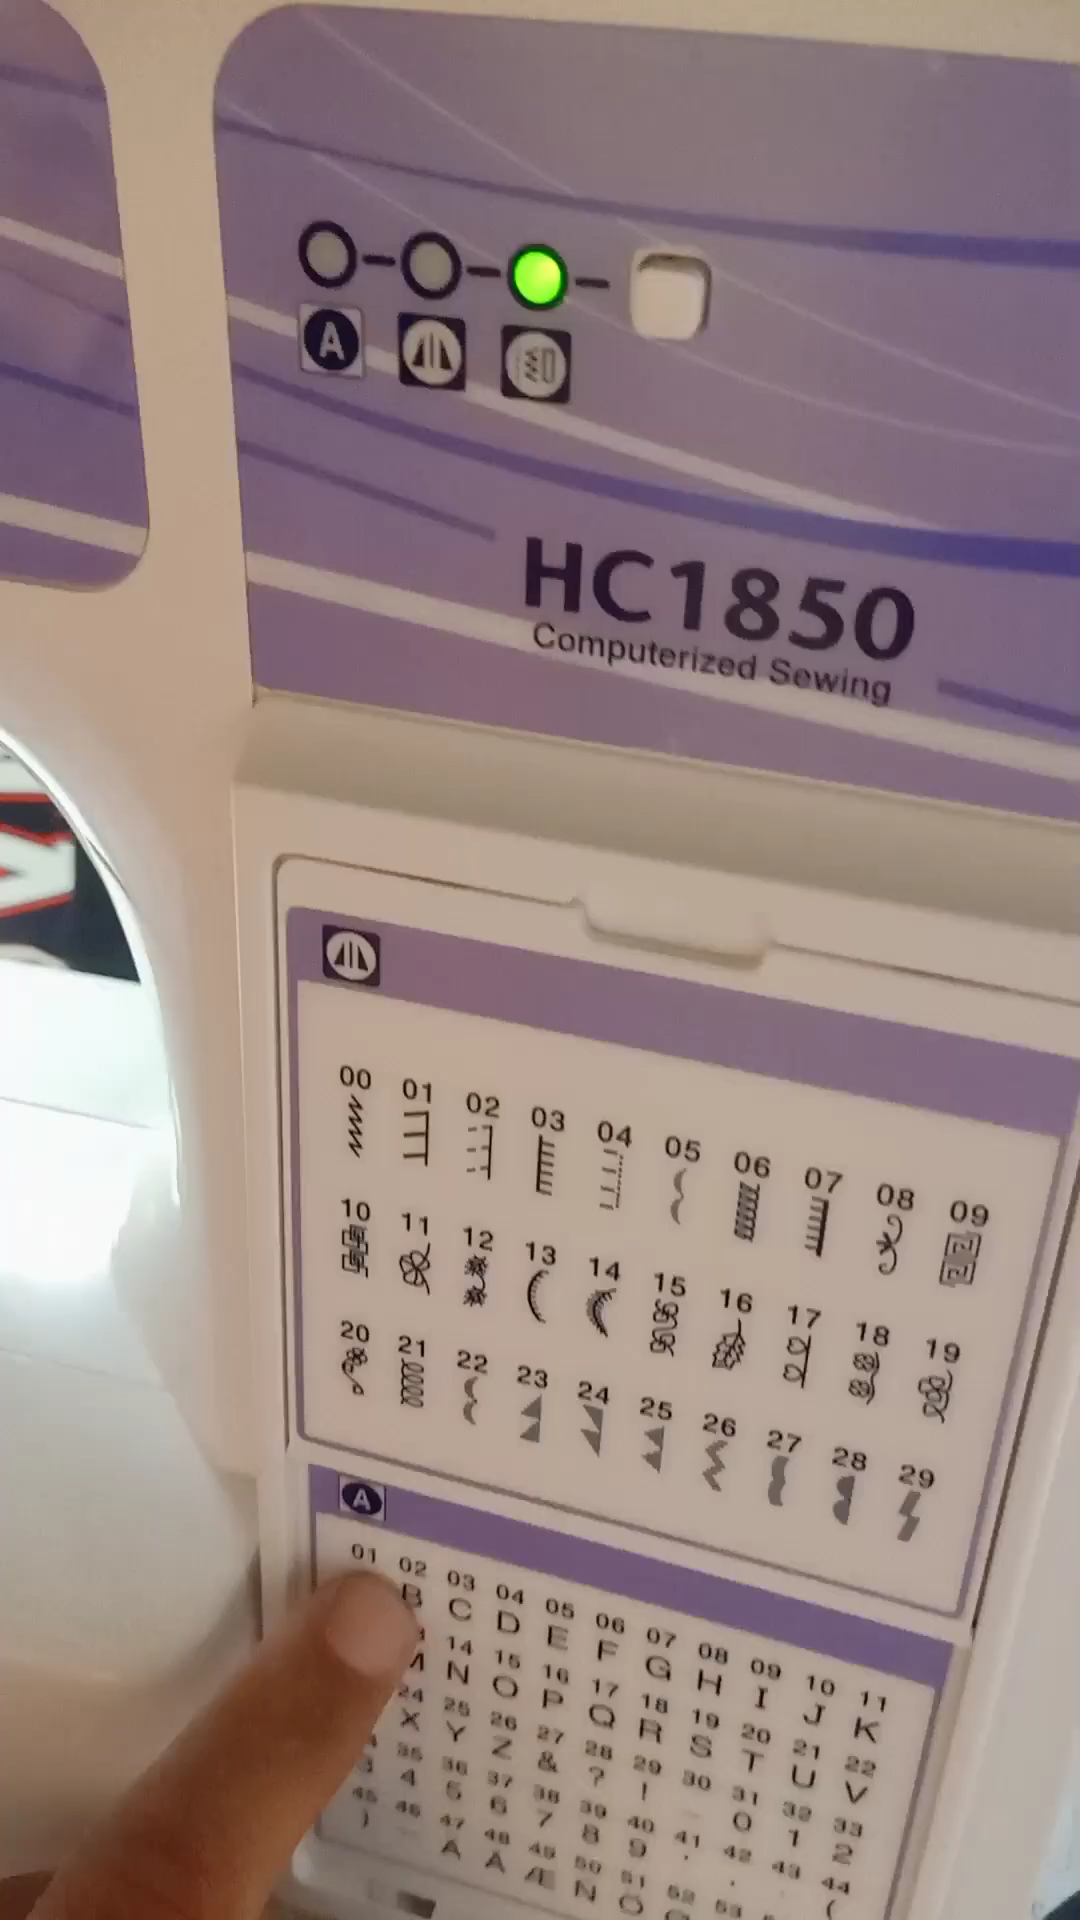 A
HC1850
Computerized Sewing
00 01 02 03 04 05 06 07 08 09
10 11 12 13 14 15 16 17 18 19
20 21 22 23 24 25 26 27 28 29
A
01 02 03 04 05 06 07 08 09 10 11
B C D E F G H I J K
14 15 16 17 18 19 20 21 22
M N O P Q R S T U V
24 25 26 27 28 29 30 31 32 33
X Y Z & ? ! 0 1 2
35 36 37 38 39 40 41 42 43 44
3 4 5 6 7 8 9 (
45 46 47 48 49 50 51 52 53
)